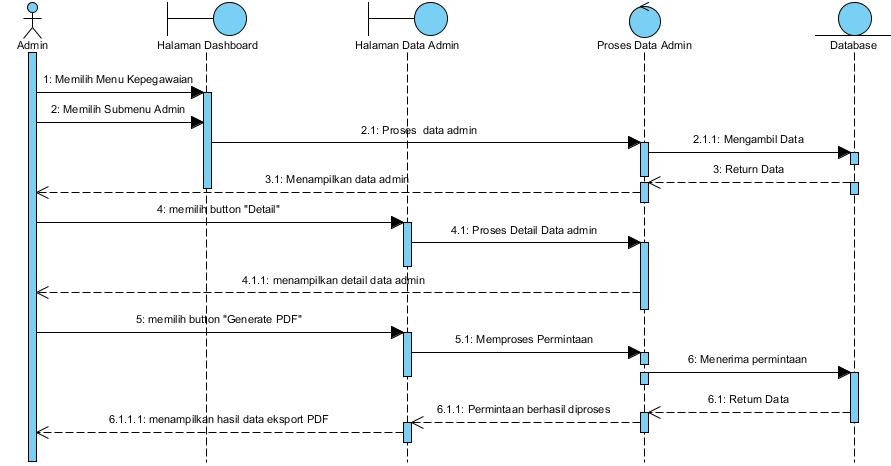 Admin
Halaman Dashboard
Halaman Data Admin
Proses Data Admin
Database
1: Memilih Menu Kepegawaian
2: Memilih Submenu Admin
2.1: Proses  data admin
2.1.1: Mengambil Data
3: Return Data
3.1: Menampilkan data admin
4: memilih button "Detail"
4.1: Proses Detail Data admin
4.1.1: menampilkan detail data admin
5: memilih button "Generate PDF"
5.1: Memproses Permintaan
6: Menerima permintaan
6.1: Return Data
6.1.1: Permintaan berhasil diproses
6.1.1.1: menampilkan hasil data eksport PDF